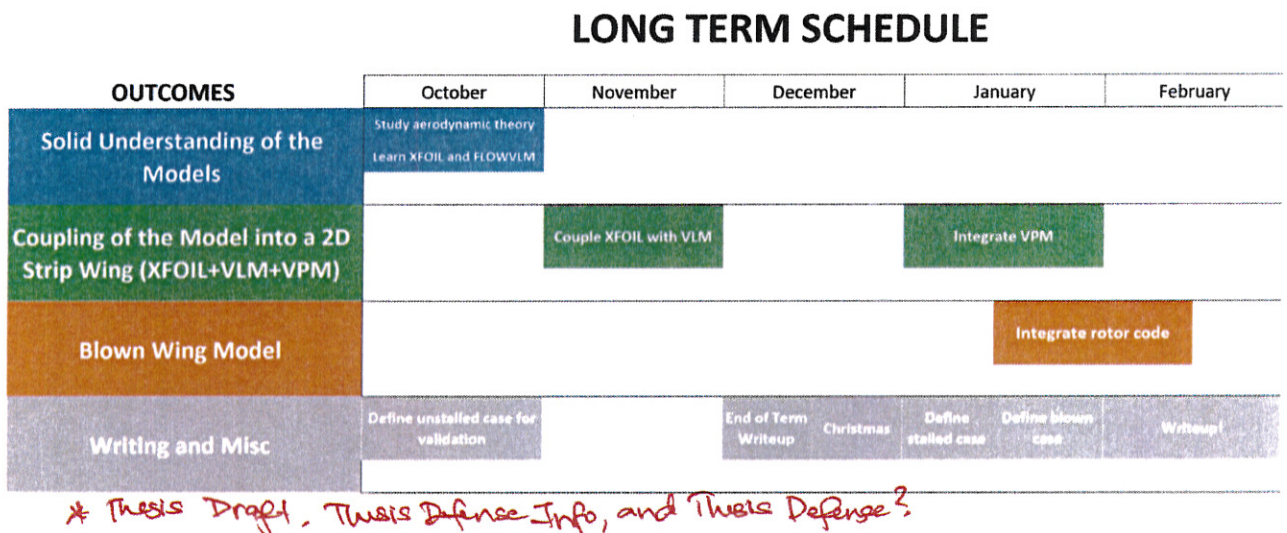 LONG TERM SCHEDULE
OUTCOMES
October
November
December
January
February
Solid Understanding of the
Models
Study aerodynamic theory
Learn XFOIL and FLOWVLM
Coupling of the Model into a 2D
Strip Wing (XFOIL+VLM+VPM)
Couple XFOIL with VLM
Integrate VPM
Blown Wing Model
Integrate rotor code
Writing and Misc
Define unstalled case for
validation
End of Term
Writeup
Christmas
Define
stalled case
Define blown
case
Writeup!
* Thesis Draft, Thesis Defense Info, and Thesis Defense?